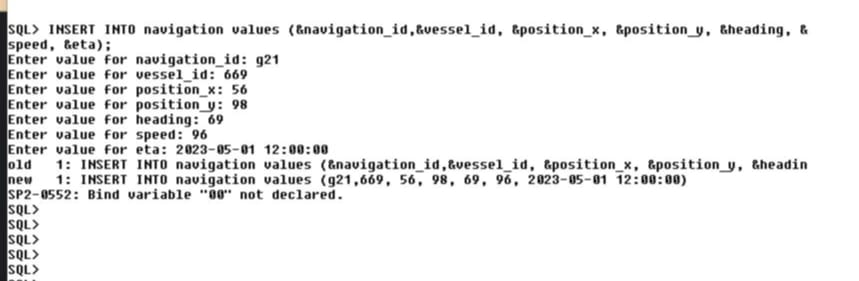 SQL> INSERT INTO navigation values (&navigation_id,&vessel_id, &position_x, &position_y, &heading, &
speed, &eta);
Enter value for navigation_id: g21
Enter value for vessel_id: 669
Enter value for position_x: 56
Enter value for position_y: 98
Enter value for heading: 69
Enter value for speed: 96
Enter value for eta: 2023-05-01 12:00:00
old   1: INSERT INTO navigation values (&navigation_id,&vessel_id, &position_x, &position_y, &headin
new   1: INSERT INTO navigation values (g21,669, 56, 98, 69, 96, 2023-05-01 12:00:00)
SP2-0552: Bind variable "00" not declared.
SQL>
SQL>
SQL>
SQL>
SQL>